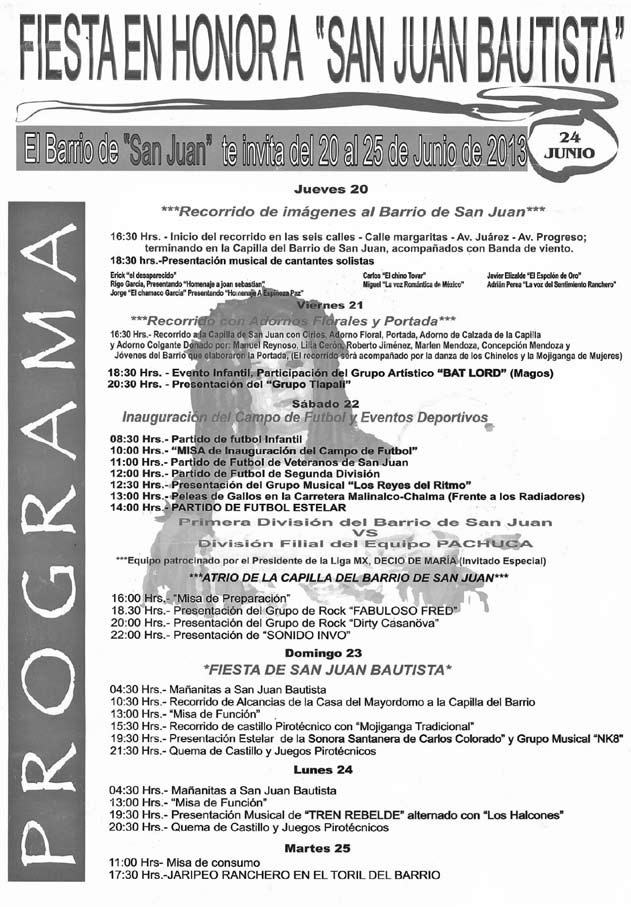 FIESTA EN HONOR A "SAN JUAN BAUTISTA"
El Barrio de "San Juan" te invita del 20 al 25 de Junio de 2013
24
JUNIO
PROGRAMA
Jueves 20
***Recorrido de imágenes al Barrio de San Juan***
16:30 Hrs. - Inicio del recorrido en las seis calles - Calle margaritas - Av. Juárez - Av. Progreso;
terminando en la Capilla del Barrio de San Juan, acompañados con Banda de viento.
18:30 hrs.-Presentación musical de cantantes solistas
Erick "el desaparecido"
Rigo García, Presentando "Homenaje a joan sebastian"
Jorge "El chamaco García" Presentando "Homenaje A Espinoza Paz"
Carlos "El chino Tovar"
Miguel "La voz Romántica de México"
Javier Elizalde "El Espolón de Oro"
Adrián Perea "La voz del Sentimiento Ranchero"
Viernes 21
***Recorrido con Adornos Florales y Portada***
16:30 Hrs.- Recorrido a la Capilla de San Juan con Cirios, Adorno Floral, Portada, Adorno de Calzada de la Capilla
y Adorno Colgante Donado por: Manuel Reynoso, Lilia Cerón, Roberto Jiménez, Marlen Mendoza, Concepción Mendoza y
Jóvenes del Barrio que elaboraron la Portada, (El recorrido será acompañado por la danza de los Chinelos y la Mojiganga de Mujeres)
18:30 Hrs. - Evento Infantil, Participación del Grupo Artístico "BAT LORD" (Magos)
20:30 Hrs. - Presentación del "Grupo Tlapali"
Sábado 22
Inauguración del Campo de Futbol y Eventos Deportivos
08:30 Hrs.- Partido de futbol Infantil
10:00 Hrs.- "MISA de Inauguración del Campo de Futbol"
11:00 Hrs.- Partido de Futbol de Veteranos de San Juan
12:00 Hrs.- Partido de Futbol de Segunda División
12:30 Hrs.- Presentación del Grupo Musical "Los Reyes del Ritmo"
13:00 Hrs.- Peleas de Gallos en la Carretera Malinalco-Chalma (Frente a los Radiadores)
14:00 Hrs.- PARTIDO DE FUTBOL ESTELAR
Primera División del Barrio de San Juan
VS
División Filial del Equipo PACHUCA
***Equipo patrocinado por el Presidente de la Liga MX, DECIO DE MARÍA (Invitado Especial)
***ATRIO DE LA CAPILLA DEL BARRIO DE SAN JUAN***
16:00 Hrs.- "Misa de Preparación"
18.30 Hrs.- Presentación del Grupo de Rock "FABULOSO FRED"
20:00 Hrs.- Presentación del Grupo de Rock "Dirty Casanöva"
22:00 Hrs.- Presentación de "SONIDO INVO"
Domingo 23
*FIESTA DE SAN JUAN BAUTISTA*
04:30 Hrs.- Mañanitas a San Juan Bautista
10:30 Hrs.- Recorrido de Alcancias de la Casa del Mayordomo a la Capilla del Barrio
13:00 Hrs.- "Misa de Función"
15:30 Hrs.- Recorrido de castillo Pirotécnico con "Mojiganga Tradicional"
19:30 Hrs.- Presentación Estelar de la Sonora Santanera de Carlos Colorado" y Grupo Musical "NK8"
21:30 Hrs.- Quema de Castillo y Juegos Pirotécnicos
Lunes 24
04:30 Hrs.- Mañanitas a San Juan Bautista
13:00 Hrs.- "Misa de Función"
19:30 Hrs.- Presentación Musical de "TREN REBELDE" alternado con "Los Halcones"
20:30 Hrs.- Quema de Castillo y Juegos Pirotécnicos
Martes 25
11:00 Hrs- Misa de consumo
17:30 Hrs.-JARIPEO RANCHERO EN EL TORIL DEL BARRIO